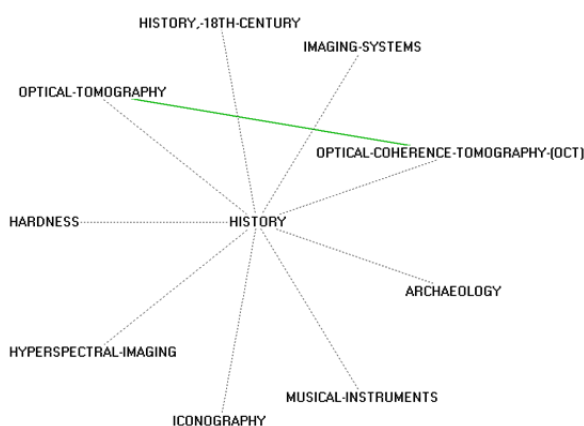 HISTORY,-18TH-CENTURY
IMAGING-SYSTEMS
OPTICAL-TOMOGRAPHY
OPTICAL-COHERENCE-TOMOGRAPHY-(OCT)
HARDNESS
HISTORY
ARCHAEOLOGY
HYPERSPECTRAL-IMAGING
MUSICAL-INSTRUMENTS
ICONOGRAPHY